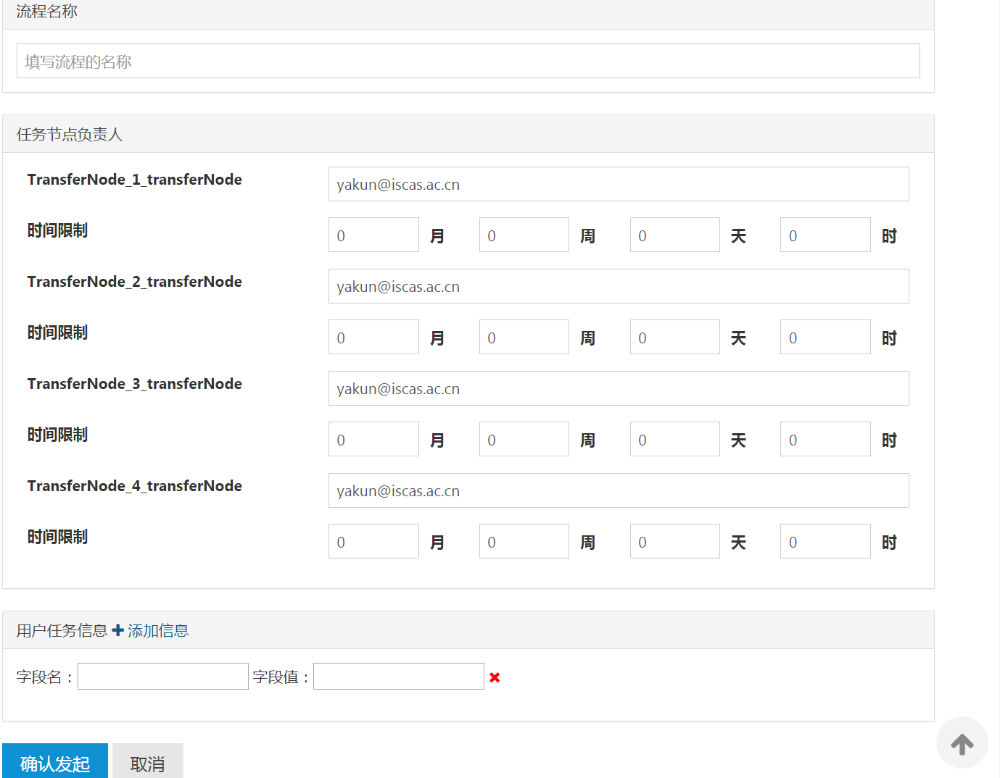 流程名称
填写流程的名称
任务节点负责人
TransferNode_1_transferNode yakun@iscas.ac.cn
时间限制 0 月 0 周 0 天 0 时
TransferNode_2_transferNode yakun@iscas.ac.cn
时间限制 0 月 0 周 0 天 0 时
TransferNode_3_transferNode yakun@iscas.ac.cn
时间限制 0 月 0 周 0 天 0 时
TransferNode_4_transferNode yakun@iscas.ac.cn
时间限制 0 月 0 周 0 天 0 时
用户任务信息 添加信息
字段名： 字段值：
确认发起 取消